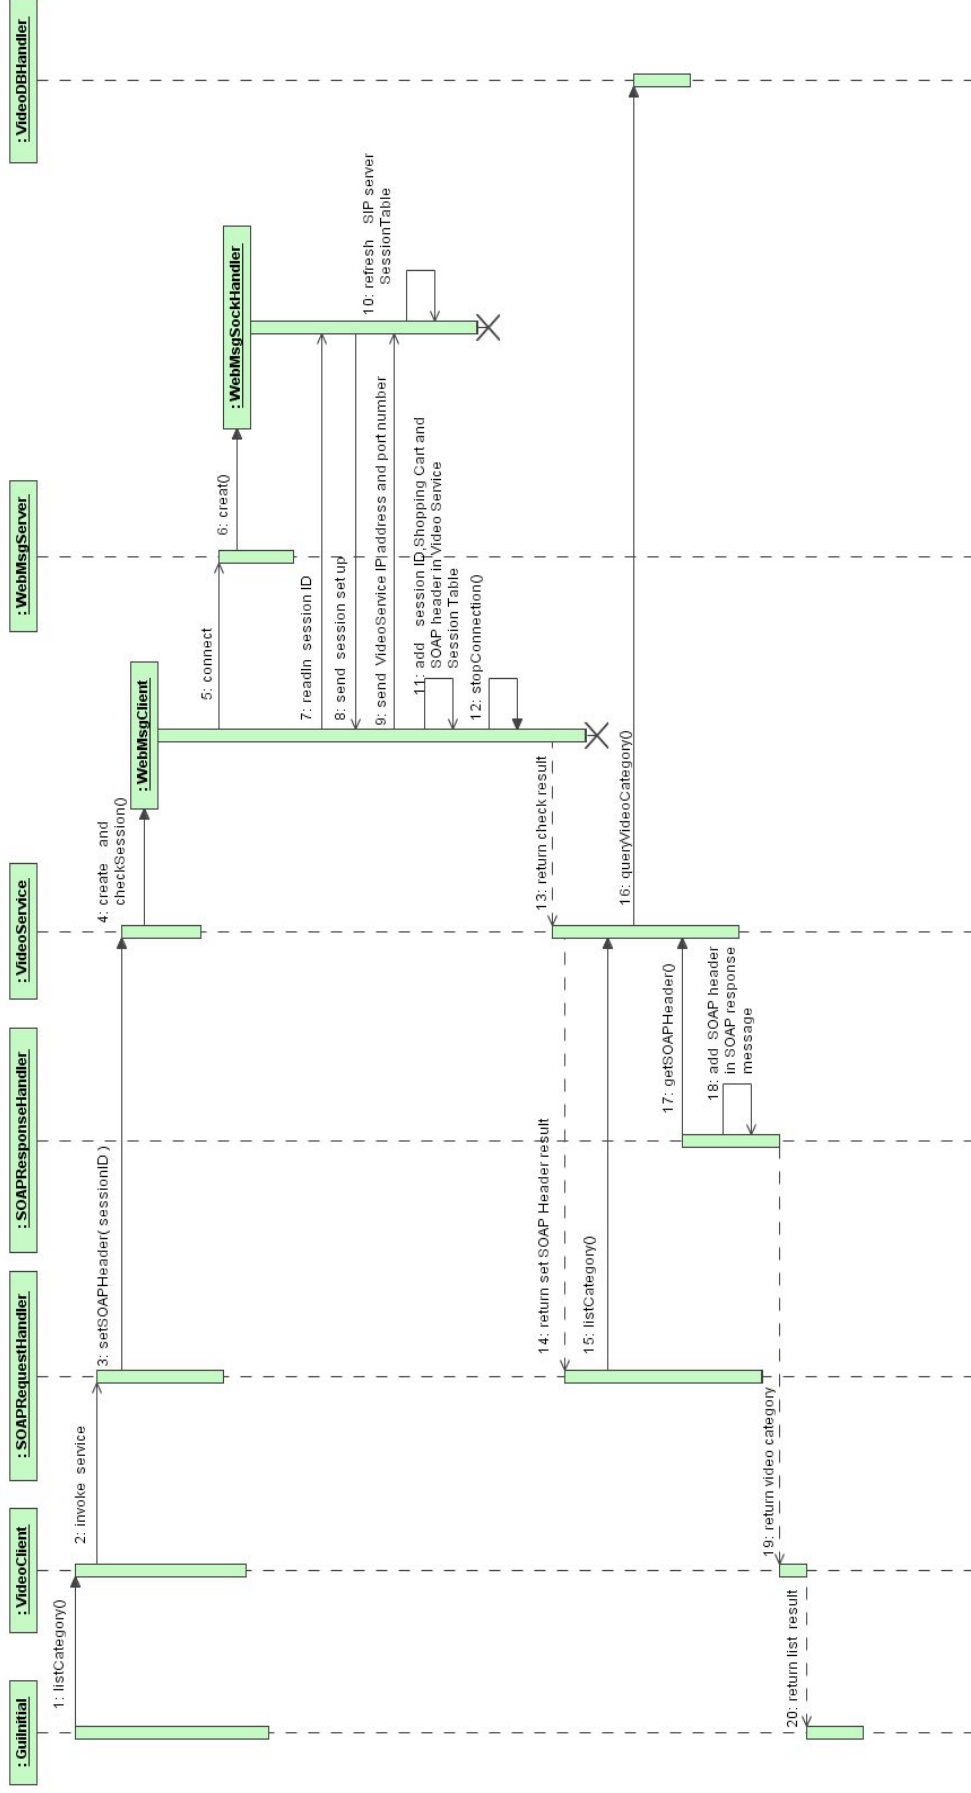 : GuiInitial
: VideoClient
: SOAPRequestHandler
: SOAPResponseHandler
: VideoService
: WebMsgServer
: VideoDBHandler
: WebMsgClient
: WebMsgSockHandler
1: listCategory()
2: invoke service
3: setSOAPHeader( sessionID )
4: create and
checkSession()
5: connect
6: creat()
7: readIn session ID
8: send session set up
9: send VideoService IP address and port number
10: refresh SIP server
SessionTable
11: add session ID,Shopping Cart and
SOAP header in Video Service
Session Table
12: stopConnection()
13: return check result
14: return set SOAP Header result
15: listCategory()
16: queryVideoCategory()
17: getSOAPHeader()
18: add SOAP header
in SOAP response
message
19: return video category
20: return list result